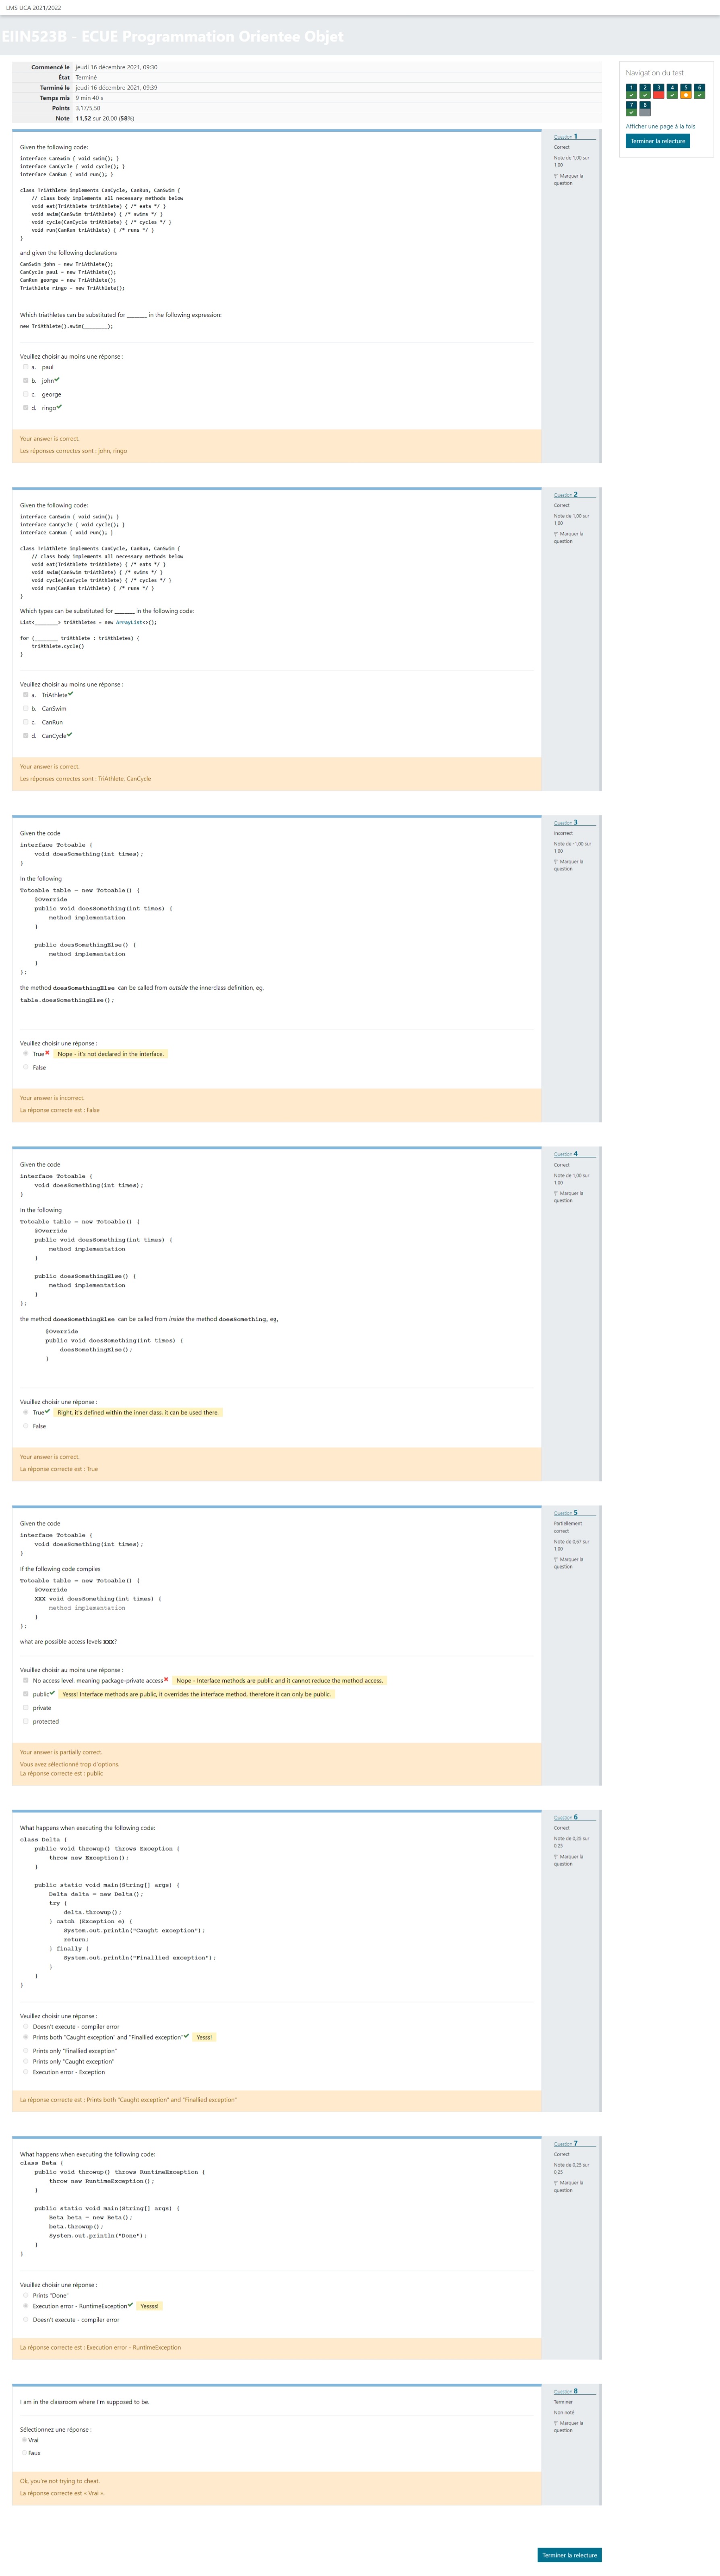 LMS UCA 2021/2022
EIIN523B - ECUE Programmation Orientee Objet
Commencé le jeudi 16 décembre 2021, 09:30
État Terminé
Terminé le jeudi 16 décembre 2021, 09:39
Temps mis 9 min 40 s
Points 3,17/5,50
Note 11,52 sur 20,00 (58%)
Navigation du test
1 2 3 4 5 6
7 8
Affichez une page à la fois
Terminer la relecture
Question 1
Correct
Note de 1,00 sur
1,00
Marquer la
question
Given the following code:
interface CanSwim { void swim(); }
interface CanCycle { void cycle(); }
interface CanRun { void run(); }
class TriAthlete implements CanCycle, CanRun, CanSwim {
// class body implements all necessary methods below
void eat(TriAthlete triAthlete) { /* eats */ }
void swim(CanSwim triAthlete) { /* swims */ }
void cycle(CanCycle triAthlete) { /* cycles */ }
void run(CanRun triAthlete) { /* runs */ }
}
and given the following declarations
CanSwim john = new TriAthlete();
CanCycle paul = new TriAthlete();
CanRun george = new TriAthlete();
Triathlete ringo = new TriAthlete();
Which triathletes can be substituted for ______ in the following expression:
new TriAthlete().swim(________);
Veuillez choisir au moins une réponse :
a. paul
b. john
c. george
d. ringo
Your answer is correct.
Les réponses correctes sont : john, ringo
Question 2
Correct
Note de 1,00 sur
1,00
Marquer la
question
Given the following code:
interface CanSwim { void swim(); }
interface CanCycle { void cycle(); }
interface CanRun { void run(); }
class TriAthlete implements CanCycle, CanRun, CanSwim {
// class body implements all necessary methods below
void eat(TriAthlete triAthlete) { /* eats */ }
void swim(CanSwim triAthlete) { /* swims */ }
void cycle(CanCycle triAthlete) { /* cycles */ }
void run(CanRun triAthlete) { /* runs */ }
}
Which types can be substituted for ______ in the following code:
List<________> triAthletes = new ArrayList<>();
for (________ triAthlete : triAthletes) {
triAthlete.cycle()
}
Veuillez choisir au moins une réponse :
a. TriAthlete
b. CanSwim
c. CanRun
d. CanCycle
Your answer is correct.
Les réponses correctes sont : TriAthlete, CanCycle
Question 3
Incorrect
Note de -1,00 sur
1,00
Marquer la
question
Given the code
interface Totoable {
void doesSomething(int times);
}
In the following
Totoable table = new Totoable() {
@Override
public void doesSomething(int times) {
method implementation
}
public doesSomethingElse() {
method implementation
}
};
the method doesSomethingElse can be called from outside the innerclass definition, eg,
table.doesSomethingElse();
Veuillez choisir une réponse :
True Nope - it's not declared in the interface.
False
Your answer is incorrect.
La réponse correcte est : False
Question 4
Correct
Note de 1,00 sur
1,00
Marquer la
question
Given the code
interface Totoable {
void doesSomething(int times);
}
In the following
Totoable table = new Totoable() {
@Override
public void doesSomething(int times) {
method implementation
}
public doesSomethingElse() {
method implementation
}
};
the method doesSomethingElse can be called from inside the method doesSomething, eg,
@Override
public void doesSomething(int times) {
doesSomethingElse();
}
Veuillez choisir une réponse :
True Right, it's defined within the inner class, it can be used there.
False
Your answer is correct.
La réponse correcte est : True
Question 5
Partiellement
correct
Note de 0,67 sur
1,00
Marquer la
question
Given the code
interface Totoable {
void doesSomething(int times);
}
If the following code compiles
Totoable table = new Totoable() {
@Override
XXX void doesSomething(int times) {
method implementation
}
};
what are possible access levels XXX?
Veuillez choisir au moins une réponse :
No access level, meaning package-private access Nope - Interface methods are public and it cannot reduce the method access.
public Yesss! Interface methods are public, it overrides the interface method, therefore it can only be public.
private
protected
Your answer is partially correct.
Vous avez sélectionné trop d'options.
La réponse correcte est : public
Question 6
Correct
Note de 0,25 sur
0,25
Marquer la
question
What happens when executing the following code:
class Delta {
public void throwup() throws Exception {
throw new Exception();
}
public static void main(String[] args) {
Delta delta = new Delta();
try {
delta.throwup();
} catch (Exception e) {
System.out.println("Caught exception");
return;
} finally {
System.out.println("Finallied exception");
}
}
}
Veuillez choisir une réponse :
Doesn't execute - compiler error
Prints both "Caught exception" and "Finallied exception" Yesss!
Prints only "Finallied exception"
Prints only "Caught exception"
Execution error - Exception
La réponse correcte est : Prints both "Caught exception" and "Finallied exception"
Question 7
Correct
Note de 0,25 sur
0,25
Marquer la
question
What happens when executing the following code:
class Beta {
public void throwup() throws RuntimeException {
throw new RuntimeException();
}
public static void main(String[] args) {
Beta beta = new Beta();
beta.throwup();
System.out.println("Done");
}
}
Veuillez choisir une réponse :
Prints "Done"
Execution error - RuntimeException Yessss!
Doesn't execute - compiler error
La réponse correcte est : Execution error - RuntimeException
Question 8
Terminer
Non noté
Marquer la
question
I am in the classroom where I'm supposed to be.
Sélectionnez une réponse :
Vrai
Faux
Ok, you're not trying to cheat.
La réponse correcte est « Vrai ».
Terminer la relecture